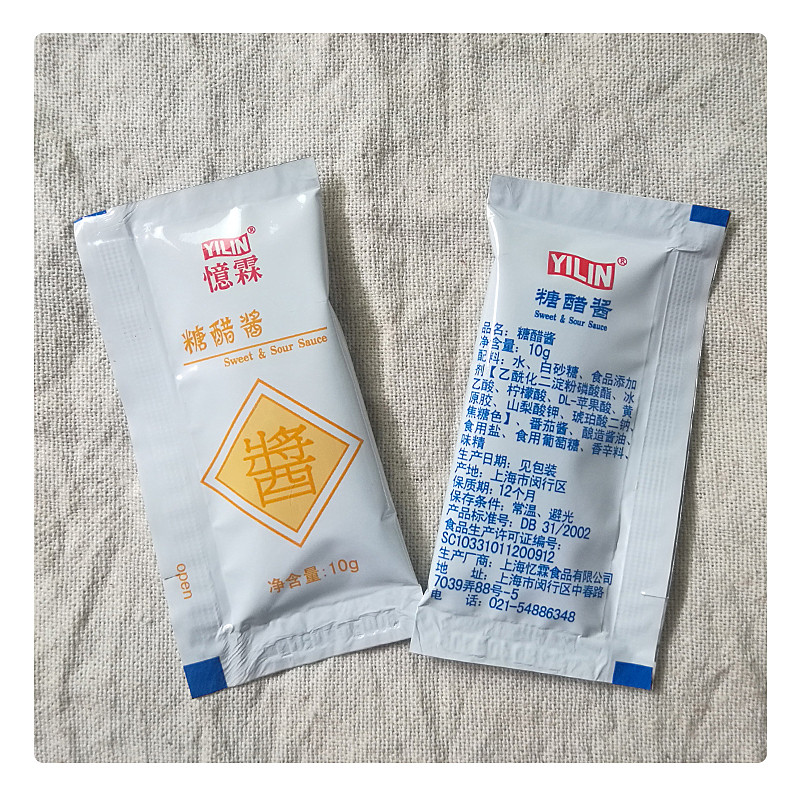 YILIN®
憶霖
糖醋酱
Sweet & Sour Sauce
醬
净含量:10g
open
YILIN®
糖醋酱
Sweet & Sour Sauce
品名：糖醋酱
净含量：10g
配料：水、白砂糖、食品添加
剂【乙酰化二淀粉磷酸酯、冰
乙酸、柠檬酸、DL-苹果酸、黄
原胶、山梨酸钾、琥珀酸二钠、
焦糖色】、番茄酱、酿造酱油、
食用盐、食用葡萄糖、香辛料、
味精
生产日期：见包装
产地：上海市闵行区
保质期：12个月
保存条件：常温、避光
产品标准号：DB 31/2002
食品生产许可证编号：
SC10331011200912
生产厂商：上海忆霖食品有限公司
地 址：上海市闵行区中春路
7039弄88号-5
电 话：021-54886348